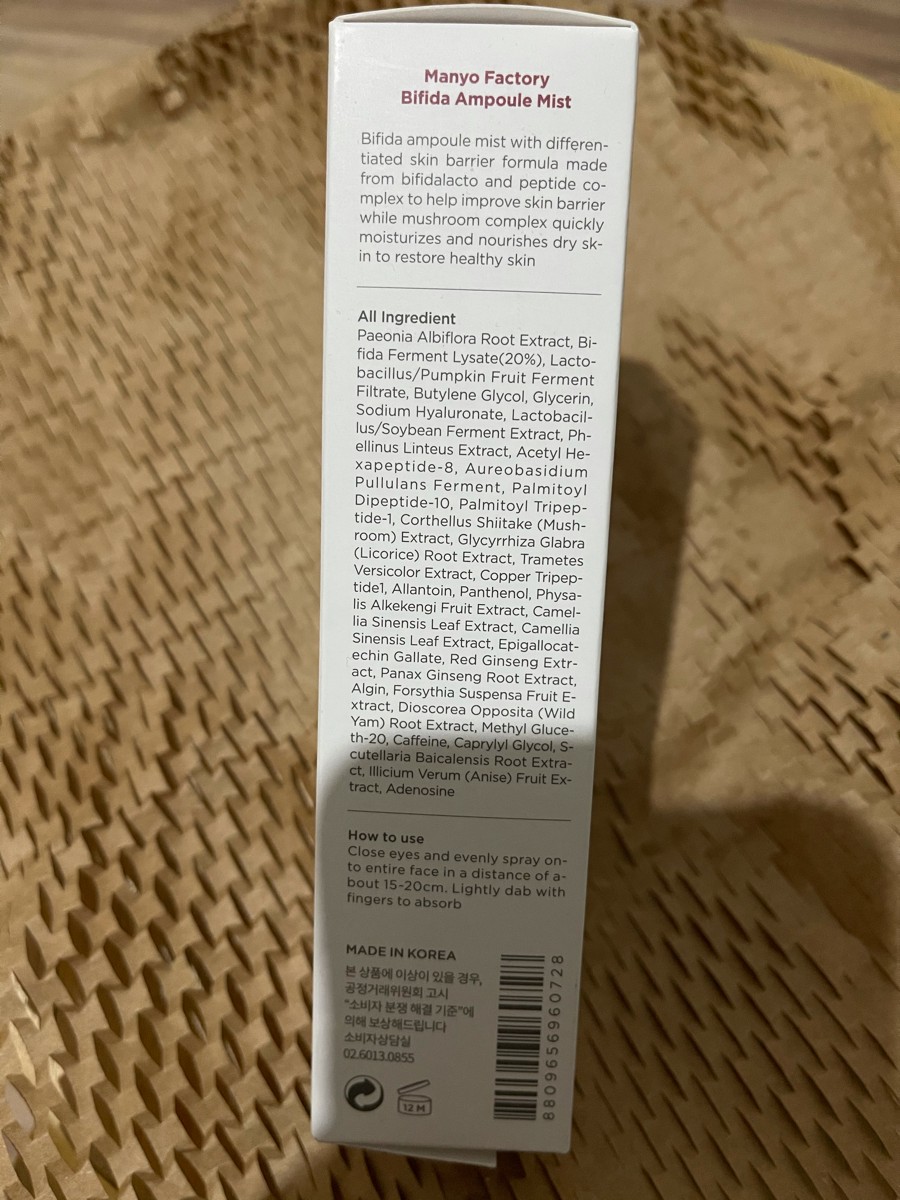 Manyo Factory
Bifida Ampoule Mist
Bifida ampoule mist with differen-
tiated skin barrier formula made
from bifidalacto and peptide co-
mplex to help improve skin barrier
while mushroom complex quickly
moisturizes and nourishes dry sk-
in to restore healthy skin
All Ingredient
Paeonia Albiflora Root Extract, Bi-
fida Ferment Lysate(20%), Lacto-
bacillus/Pumpkin Fruit Ferment
Filtrate, Butylene Glycol, Glycerin,
Sodium Hyaluronate, Lactobacil-
lus/Soybean Ferment Extract, Ph-
ellinus Linteus Extract, Acetyl He-
xapeptide-8, Aureobasidium
Pullulans Ferment, Palmitoyl
Dipeptide-10, Palmitoyl Tripep-
tide-1, Corthellus Shiitake (Mush-
room) Extract, Glycyrrhiza Glabra
(Licorice) Root Extract, Trametes
Versicolor Extract, Copper Tripep-
tide1, Allantoin, Panthenol, Physa-
lis Alkekengi Fruit Extract, Camel-
lia Sinensis Leaf Extract, Camellia
Sinensis Leaf Extract, Epigallocat-
echin Gallate, Red Ginseng Extr-
act, Panax Ginseng Root Extract,
Algin, Forsythia Suspensa Fruit E-
xtract, Dioscorea Opposita (Wild
Yam) Root Extract, Methyl Gluce-
th-20, Caffeine, Caprylyl Glycol, S-
cutellaria Baicalensis Root Extra-
ct, Illicium Verum (Anise) Fruit Ex-
tract, Adenosine
How to use
Close eyes and evenly spray on-
to entire face in a distance of a-
bout 15-20cm. Lightly dab with
fingers to absorb
MADE IN KOREA
본 상품에 이상이 있을 경우,
공정거래위원회 고시
"소비자 분쟁 해결 기준"에
의해 보상해드립니다
소비자상담실
02.6013.0855
12 M
8809656960728